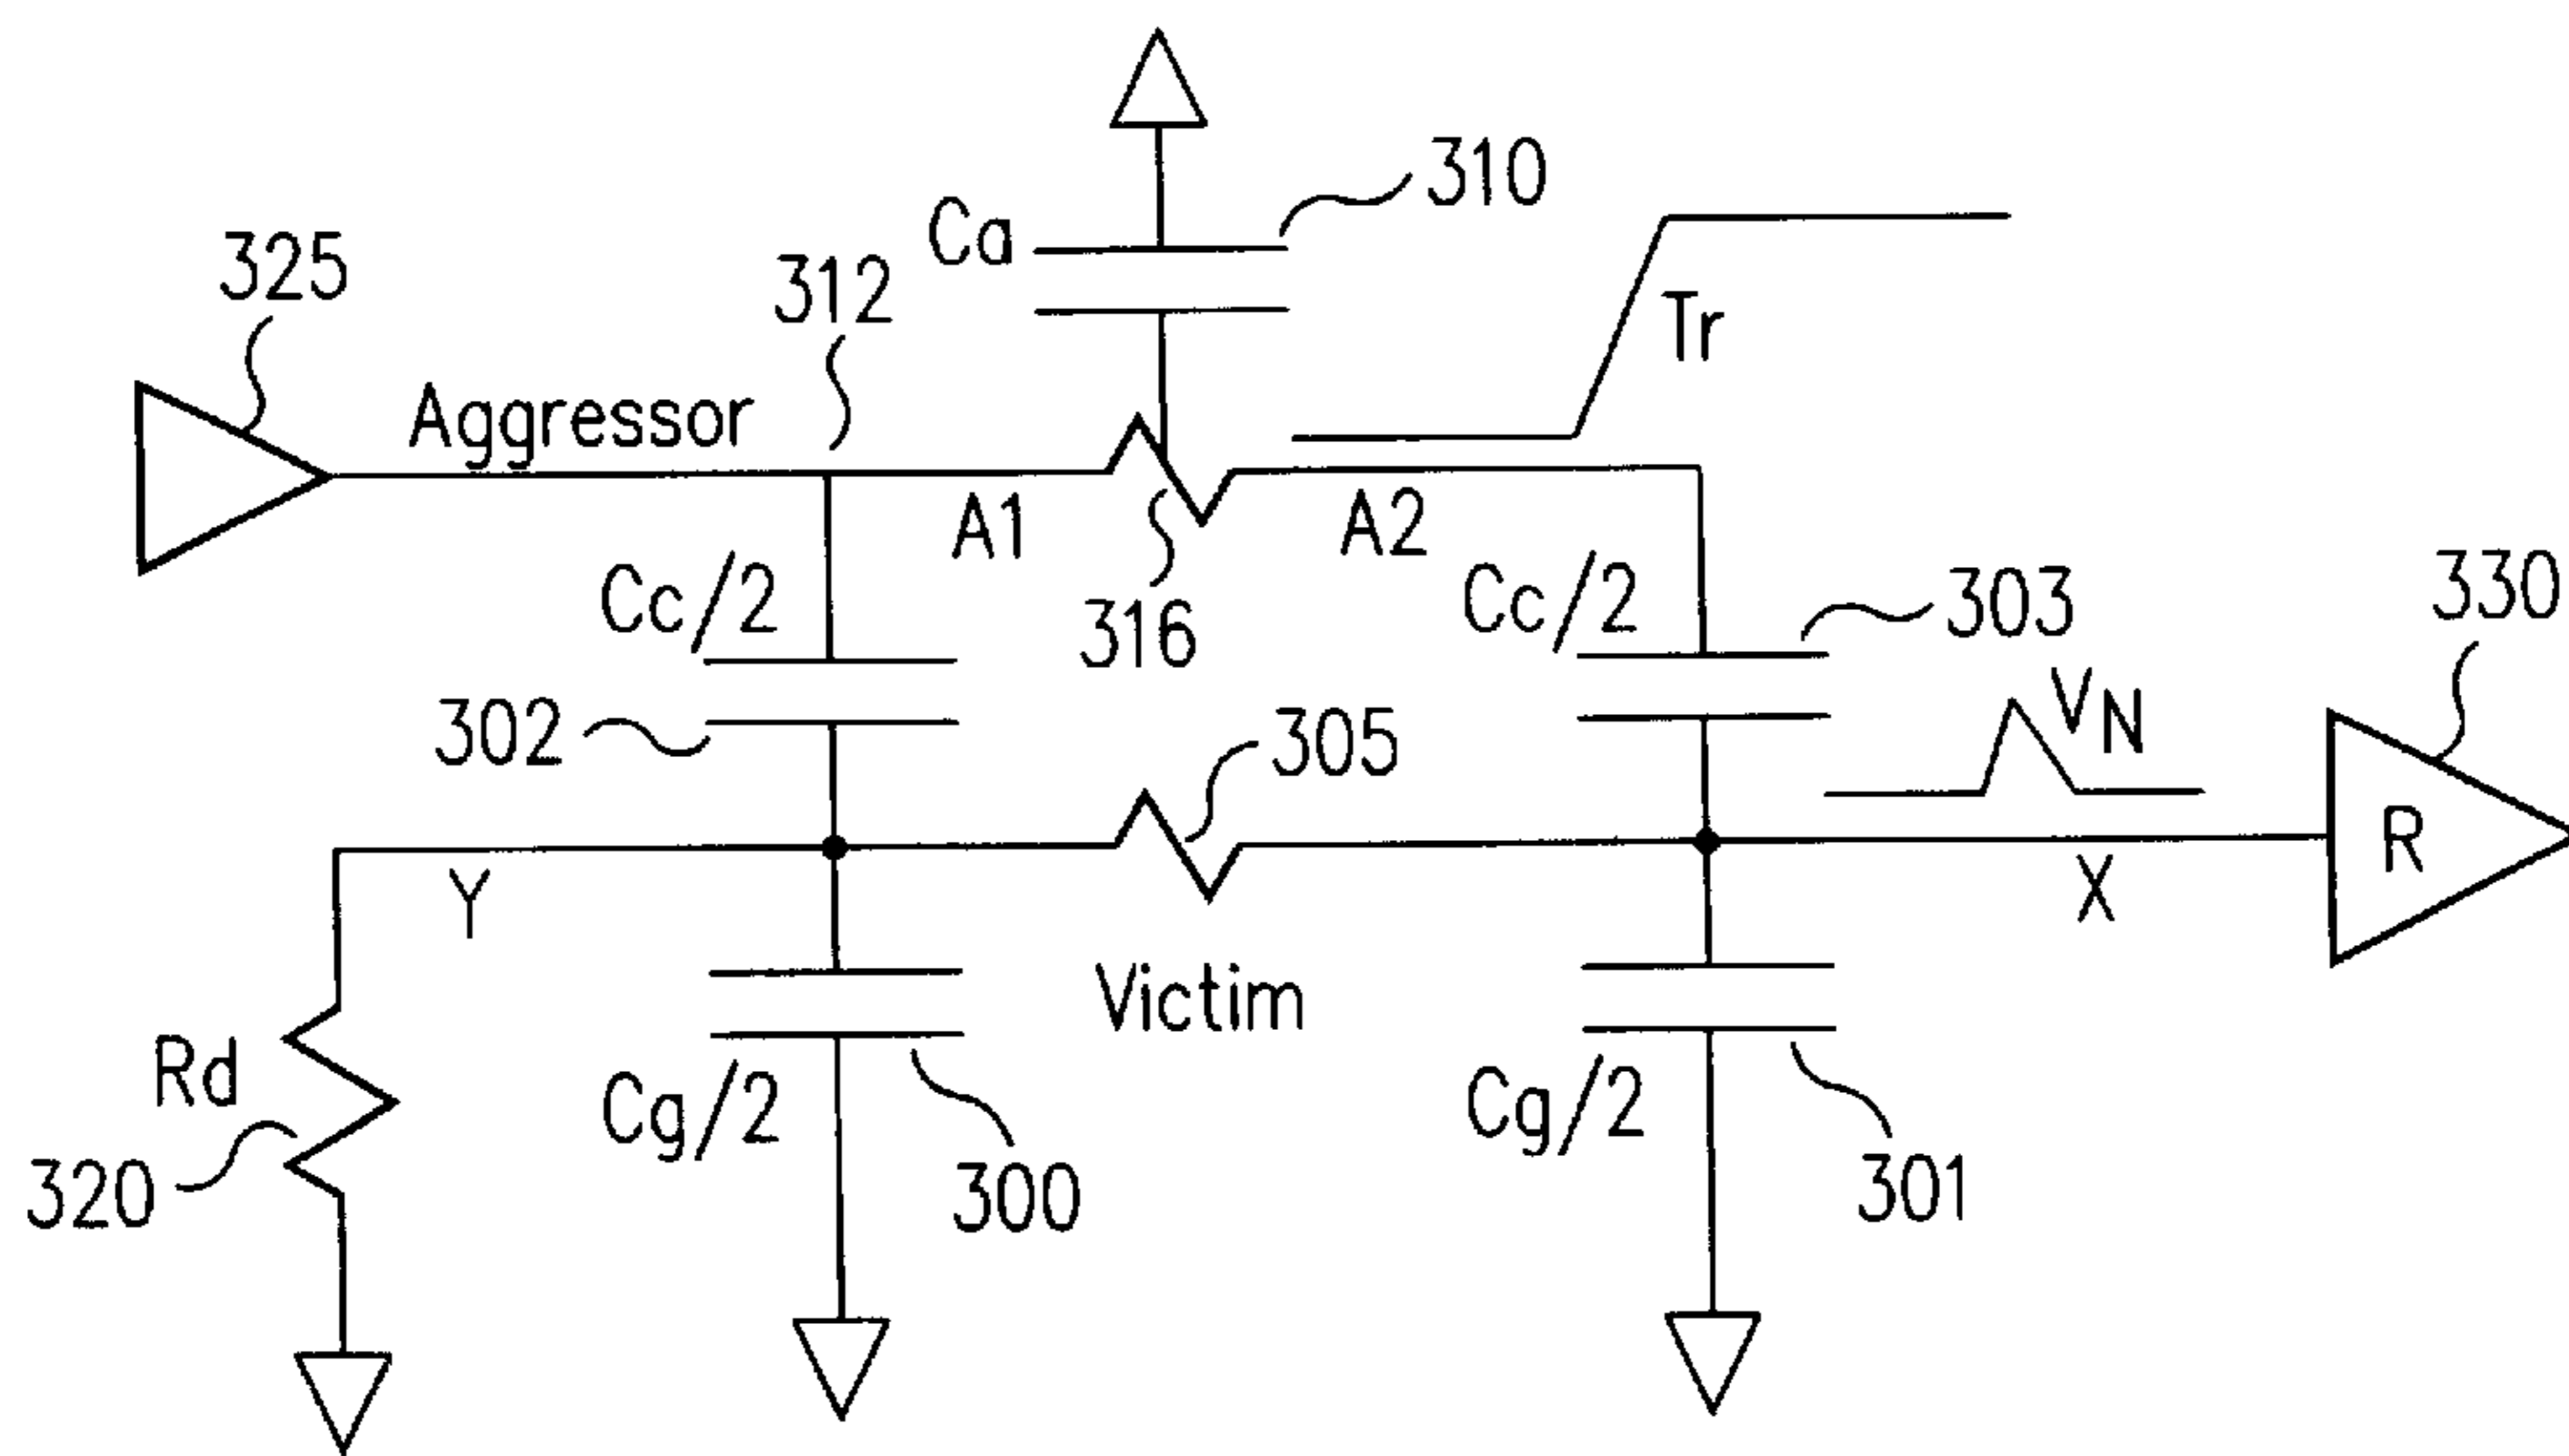 310
Ca
325
312
Tr
Aggressor
A1
A2
316
Cc/2
Cc/2
303
330
302
305
VN
R
Y
X
Victim
Rd
Cg/2
Cg/2
320
300
301